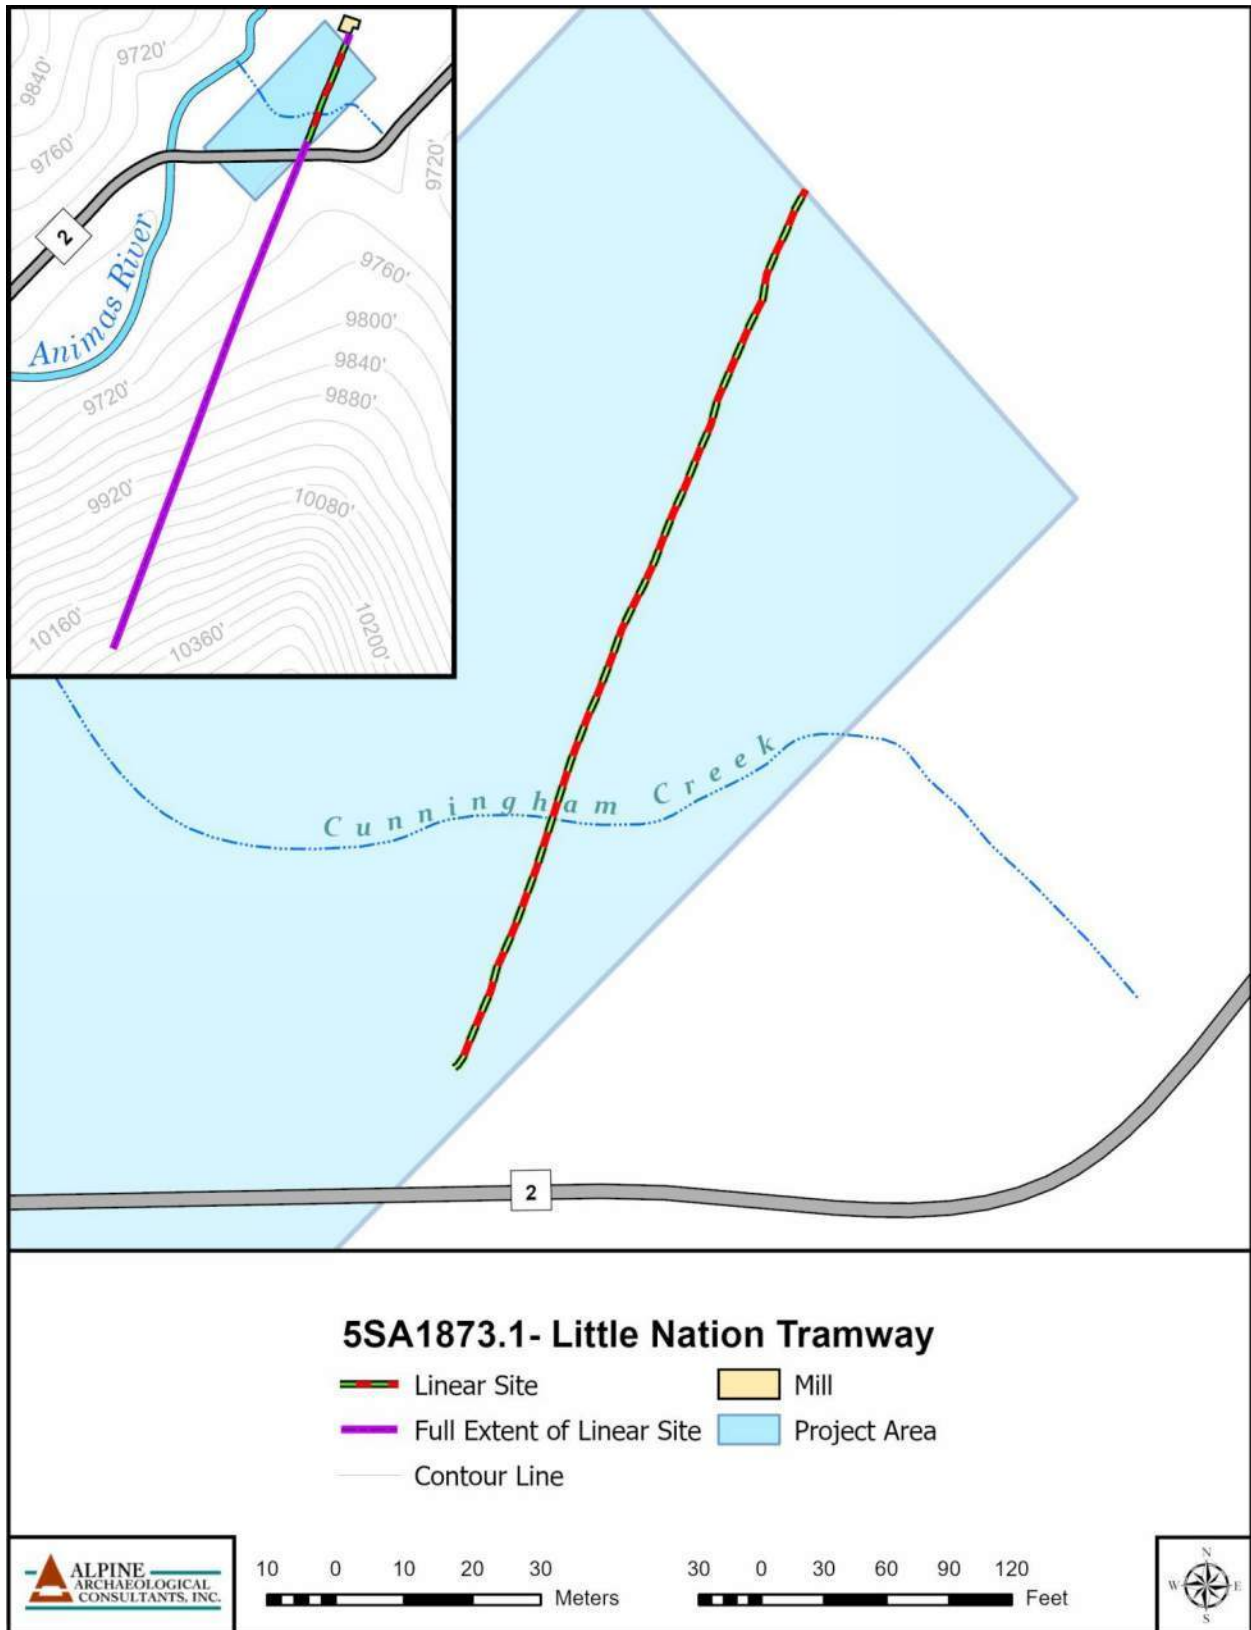 9840'
9720'
9760'
9720'
2
Animas River
9760'
9800'
9840'
9880'
9720'
9920'
10080'
10160'
10360'
10200'
Cunningham Creek
2
5SA1873.1- Little Nation Tramway
Linear Site
Mill
Full Extent of Linear Site
Project Area
Contour Line
ALPINE
ARCHAEOLOGICAL
CONSULTANTS, INC.
10 0 10 20 30
Meters
30 0 30 60 90 120
Feet
N
W E
S